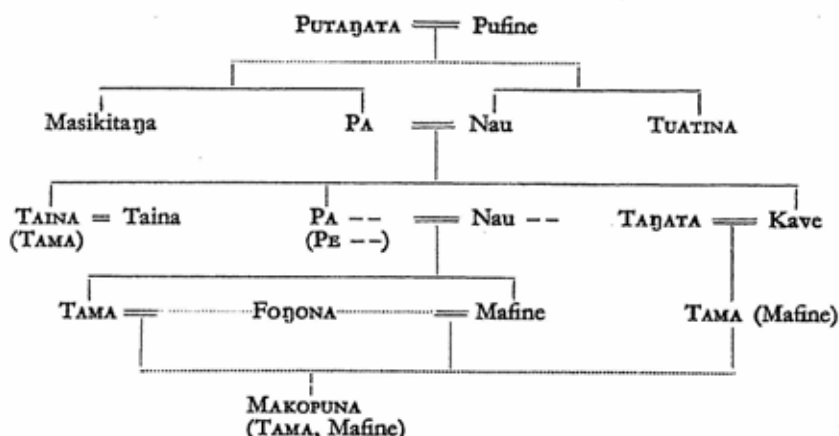 PUTAŊATA Pufine
Masikitaŋa PA Nau TUATINA
TAINA = Taina PA -- Nau -- TAŊATA Kave
(TAMA) (PE --)
TAMA FOŊONA Mafine TAMA (Mafine)
MAKOPUNA
(TAMA, Mafine)